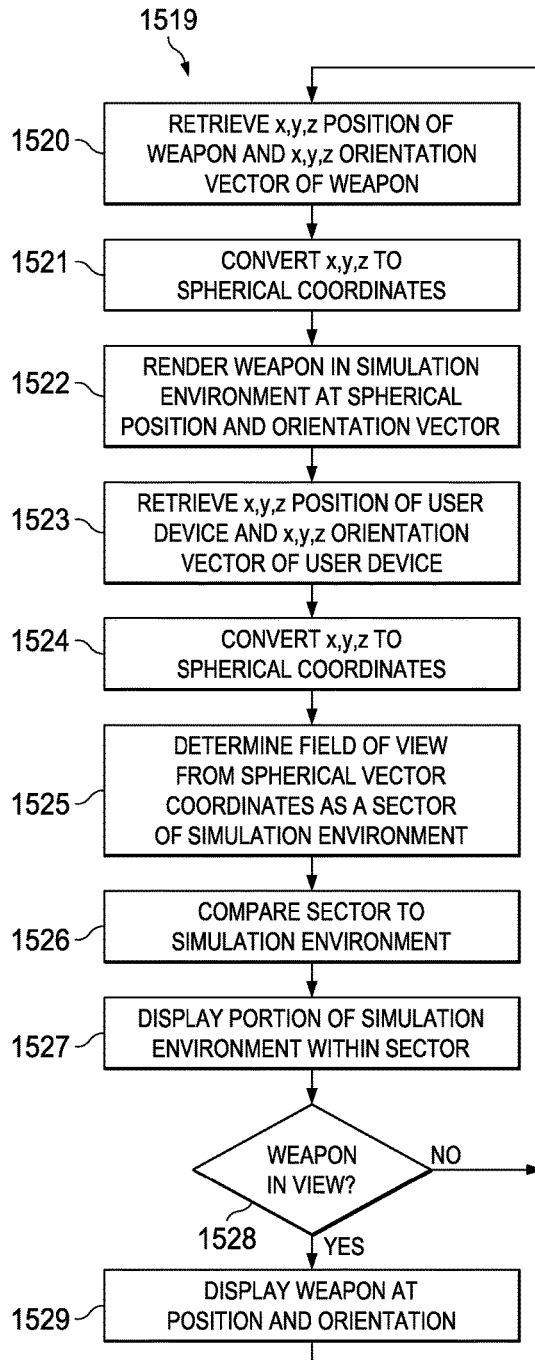 1519
1520
RETRIEVE x,y,z POSITION OF
WEAPON AND x,y,z ORIENTATION
VECTOR OF WEAPON
1521
CONVERT x,y,z TO
SPHERICAL COORDINATES
1522
RENDER WEAPON IN SIMULATION
ENVIRONMENT AT SPHERICAL
POSITION AND ORIENTATION VECTOR
1523
RETRIEVE x,y,z POSITION OF USER
DEVICE AND x,y,z ORIENTATION
VECTOR OF USER DEVICE
1524
CONVERT x,y,z TO
SPHERICAL COORDINATES
1525
DETERMINE FIELD OF VIEW
FROM SPHERICAL VECTOR
COORDINATES AS A SECTOR
OF SIMULATION ENVIRONMENT
1526
COMPARE SECTOR TO
SIMULATION ENVIRONMENT
1527
DISPLAY PORTION OF SIMULATION
ENVIRONMENT WITHIN SECTOR
WEAPON
IN VIEW?
NO
1528
YES
1529
DISPLAY WEAPON AT
POSITION AND ORIENTATION